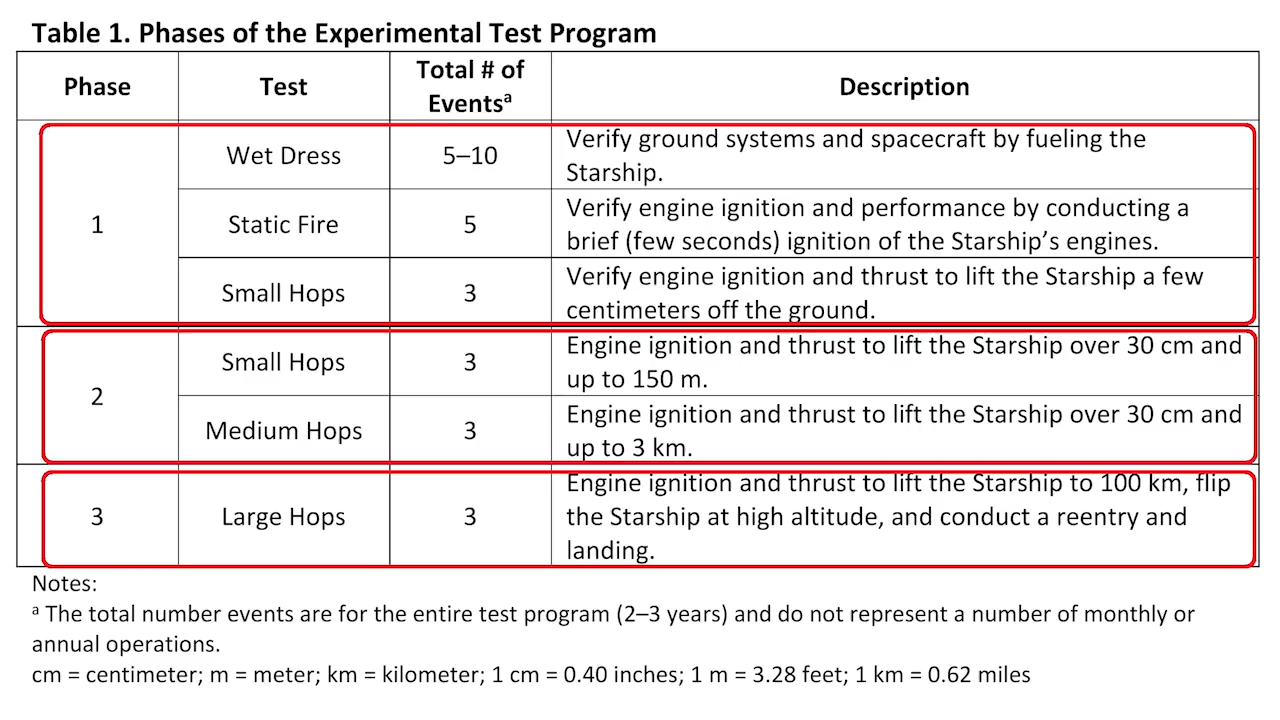 Table 1. Phases of the Experimental Test Program
Phase Test Total # of Eventsᵃ Description
1
Wet Dress 5–10 Verify ground systems and spacecraft by fueling the
Starship.
Static Fire 5 Verify engine ignition and performance by conducting a
brief (few seconds) ignition of the Starship’s engines.
Small Hops 3 Verify engine ignition and thrust to lift the Starship a few
centimeters off the ground.
2
Small Hops 3 Engine ignition and thrust to lift the Starship over 30 cm and
up to 150 m.
Medium Hops 3 Engine ignition and thrust to lift the Starship over 30 cm and
up to 3 km.
3
Large Hops 3 Engine ignition and thrust to lift the Starship to 100 km, flip
the Starship at high altitude, and conduct a reentry and
landing.
Notes:
ᵃ The total number events are for the entire test program (2–3 years) and do not represent a number of monthly or
annual operations.
cm = centimeter; m = meter; km = kilometer; 1 cm = 0.40 inches; 1 m = 3.28 feet; 1 km = 0.62 miles